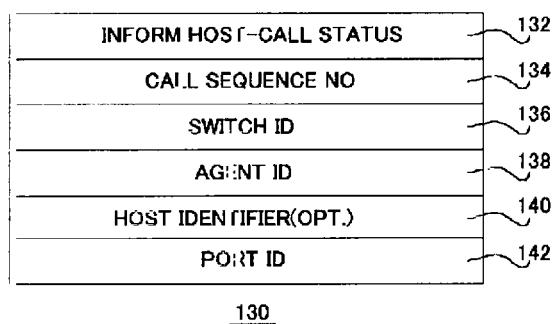 INFORM HOST-CALL STATUS 132
CALL SEQUENCE NO 134
SWITCH ID 136
AGENT ID 138
HOST IDENTIFIER(OPT.) 140
PORT ID 142
130